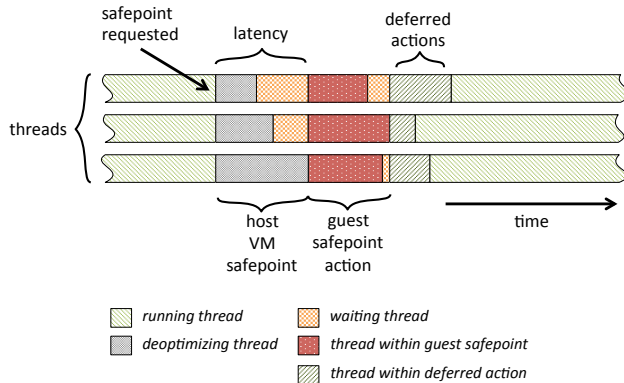 safepoint
requested
latency
deferred
actions
threads
host
VM
safepoint
guest
safepoint
action
time
running thread
waiting thread
deoptimizing thread
thread within guest safepoint
thread within deferred action